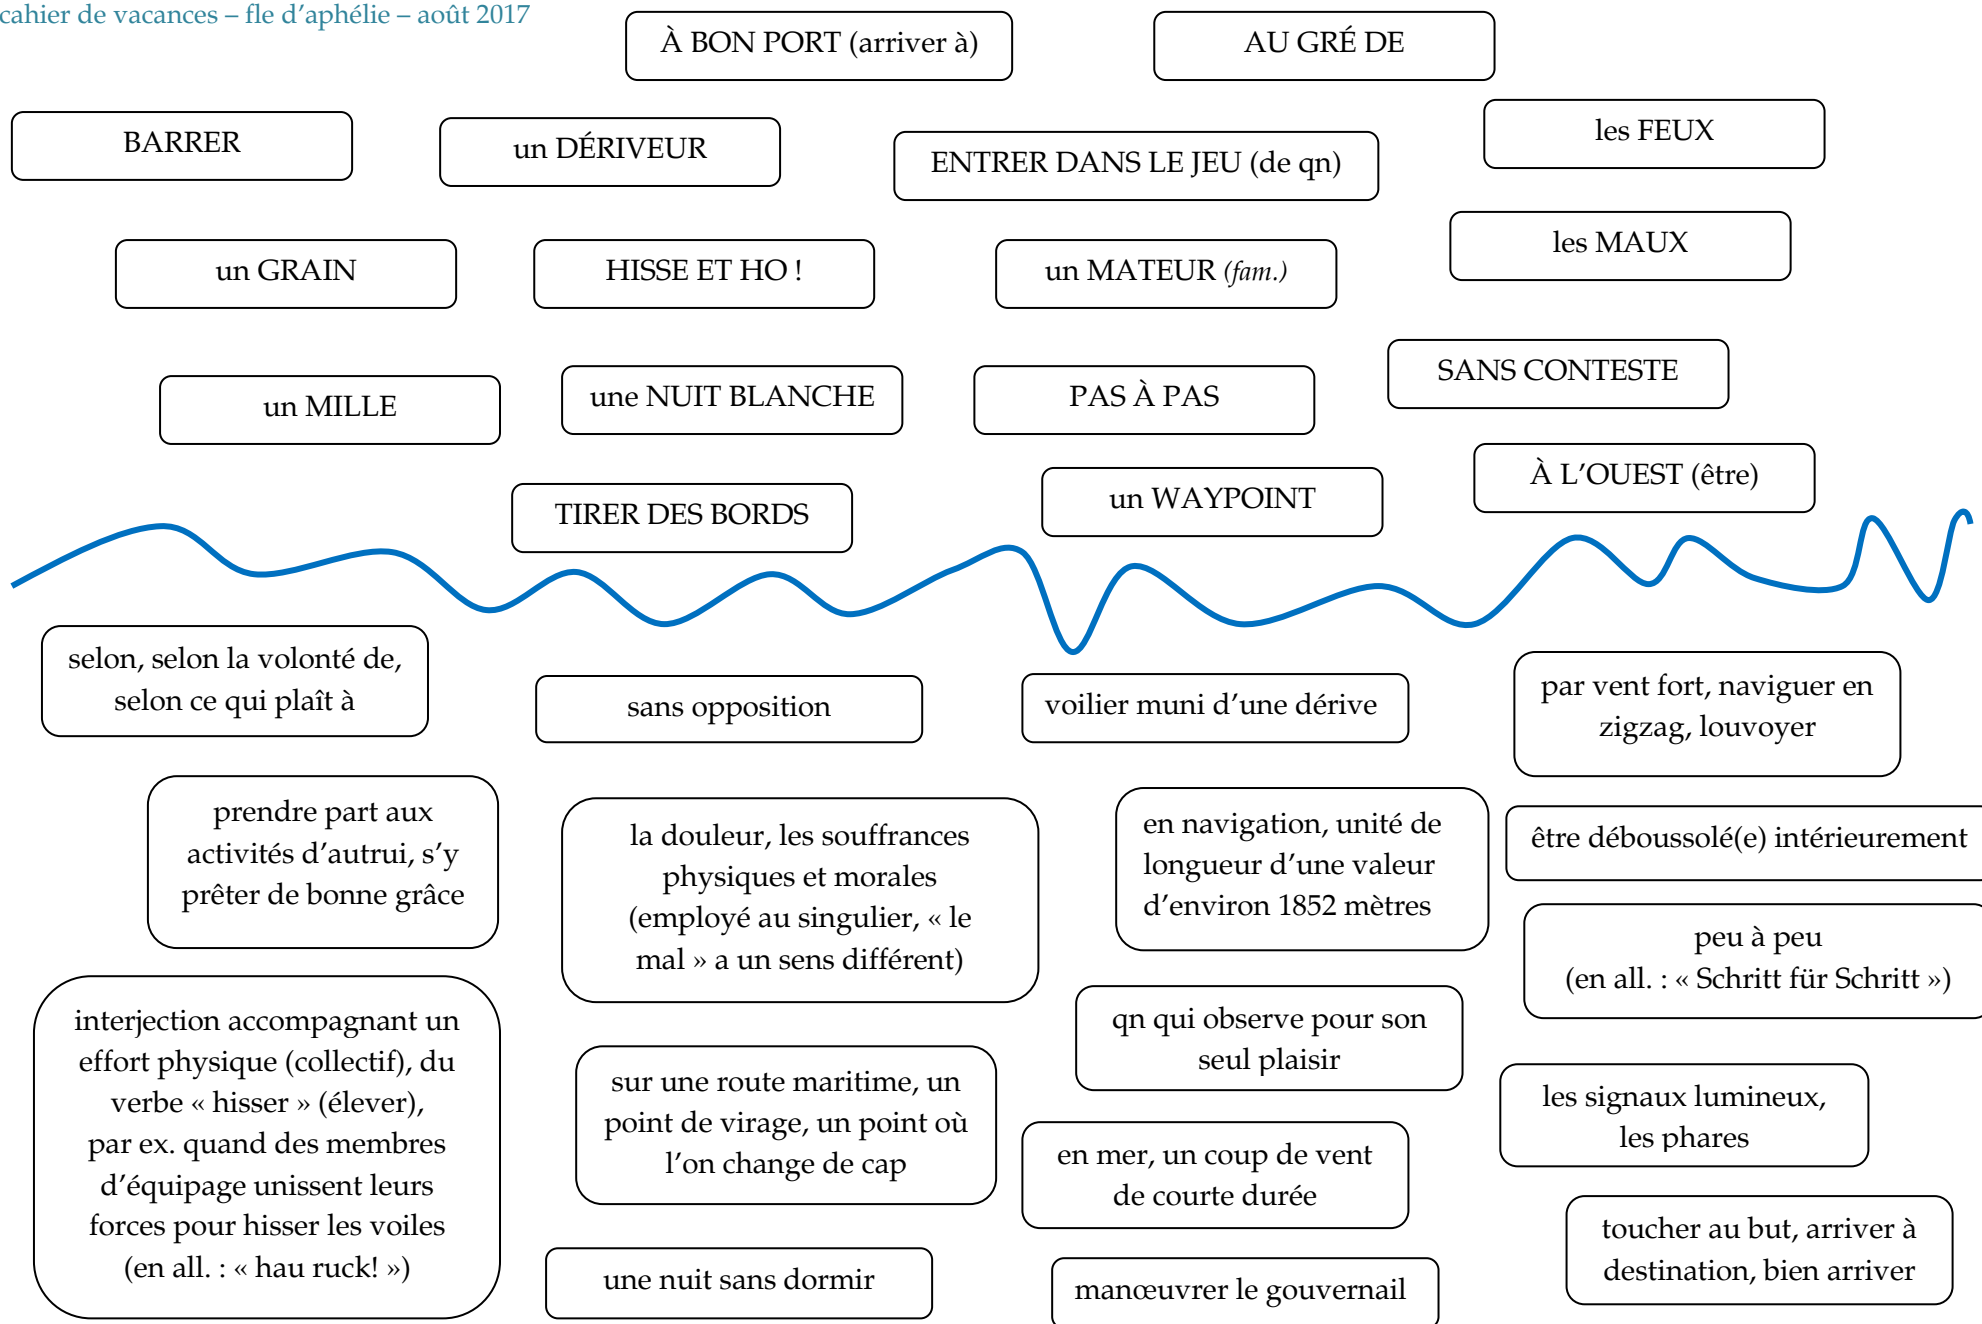 cahier de vacances – fle d’aphélie – août 2017
À BON PORT (arriver à)
AU GRÉ DE
BARRER
un DÉRIVEUR
ENTRER DANS LE JEU (de qn)
les FEUX
un GRAIN
HISSE ET HO !
un MATEUR (fam.)
les MAUX
un MILLE
une NUIT BLANCHE
PAS À PAS
SANS CONTESTE
TIRER DES BORDS
un WAYPOINT
À L’OUEST (être)
selon, selon la volonté de,
selon ce qui plaît à
sans opposition
voilier muni d’une dérive
par vent fort, naviguer en
zigzag, louvoyer
prendre part aux
activités d’autrui, s’y
prêter de bonne grâce
la douleur, les souffrances
physiques et morales
(employé au singulier, « le
mal » a un sens différent)
en navigation, unité de
longueur d’une valeur
d’environ 1852 mètres
être déboussolé(e) intérieurement
peu à peu
(en all. : « Schritt für Schritt »)
interjection accompagnant un
effort physique (collectif), du
verbe « hisser » (élever),
par ex. quand des membres
d’équipage unissent leurs
forces pour hisser les voiles
(en all. : « hau ruck! »)
sur une route maritime, un
point de virage, un point où
l’on change de cap
qn qui observe pour son
seul plaisir
les signaux lumineux,
les phares
en mer, un coup de vent
de courte durée
une nuit sans dormir
manœuvrer le gouvernail
toucher au but, arriver à
destination, bien arriver